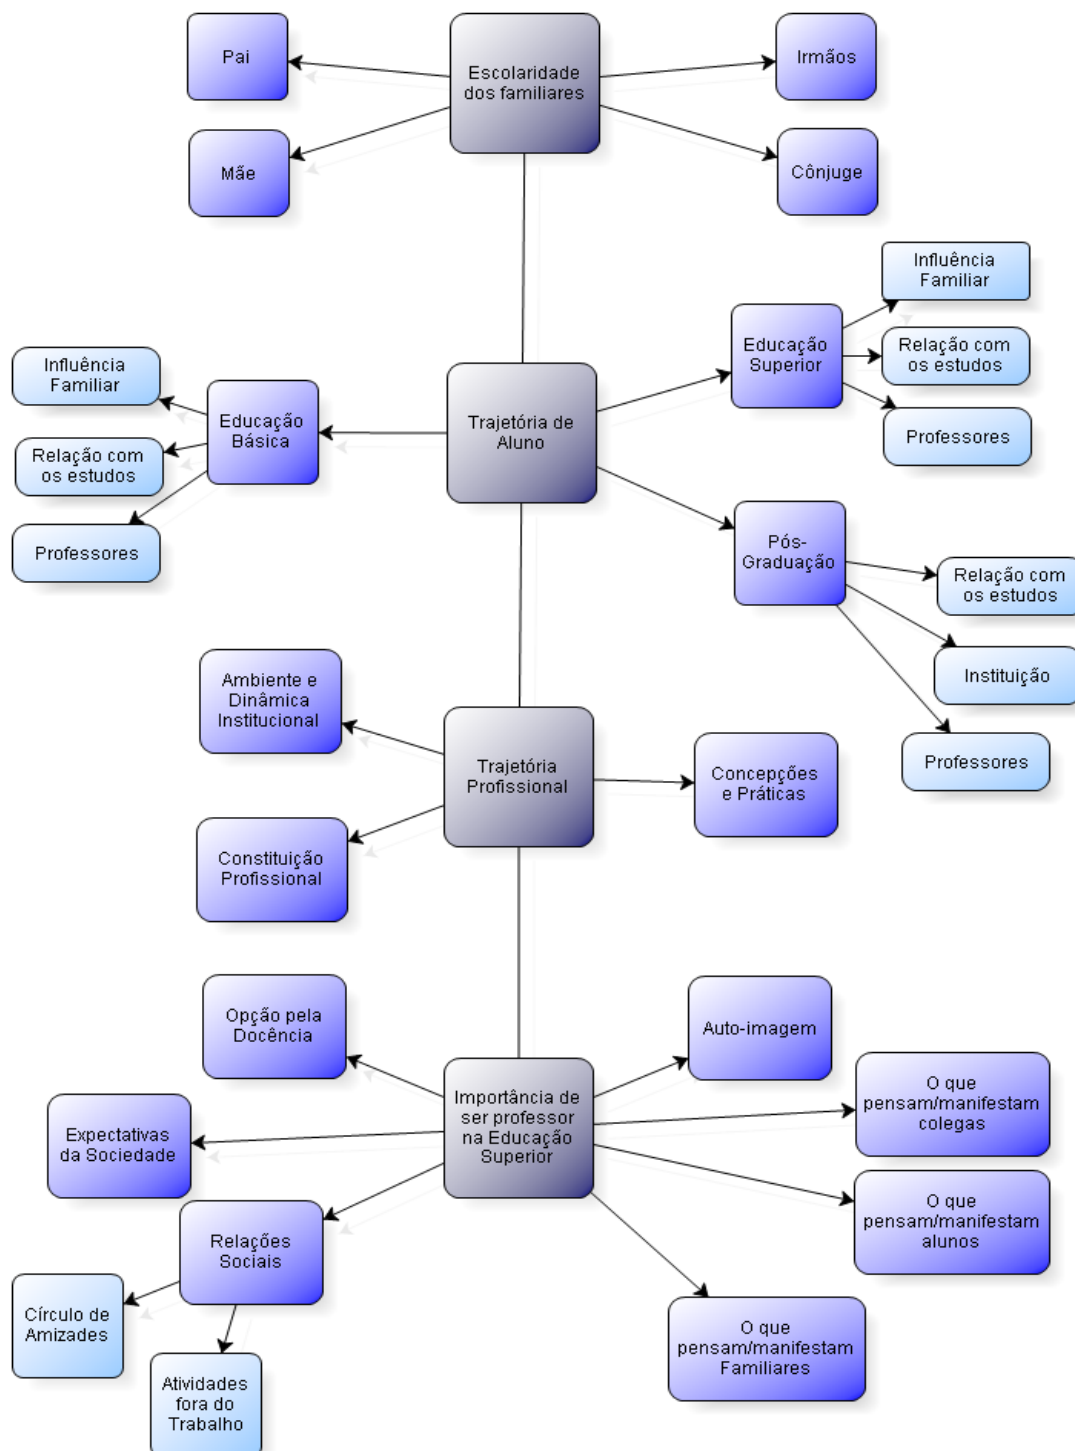 Pai
Escolaridade
dos familiares
Irmãos
Mãe
Cônjuge
Influência
Familiar
Educação
Superior
Relação com
os estudos
Professores
Influência
Familiar
Educação
Básica
Relação com
os estudos
Professores
Trajetória de
Aluno
Pós-
Graduação
Relação com
os estudos
Instituição
Professores
Ambiente e
Dinâmica
Institucional
Trajetória
Profissional
Concepções
e Práticas
Constituição
Profissional
Opção pela
Docência
Auto-imagem
Importância de
ser professor
na Educação
Superior
O que
pensam/manifestam
colegas
Expectativas
da Sociedade
O que
pensam/manifestam
alunos
Relações
Sociais
Círculo de
Amizades
Atividades
fora do
Trabalho
O que
pensam/manifestam
Familiares